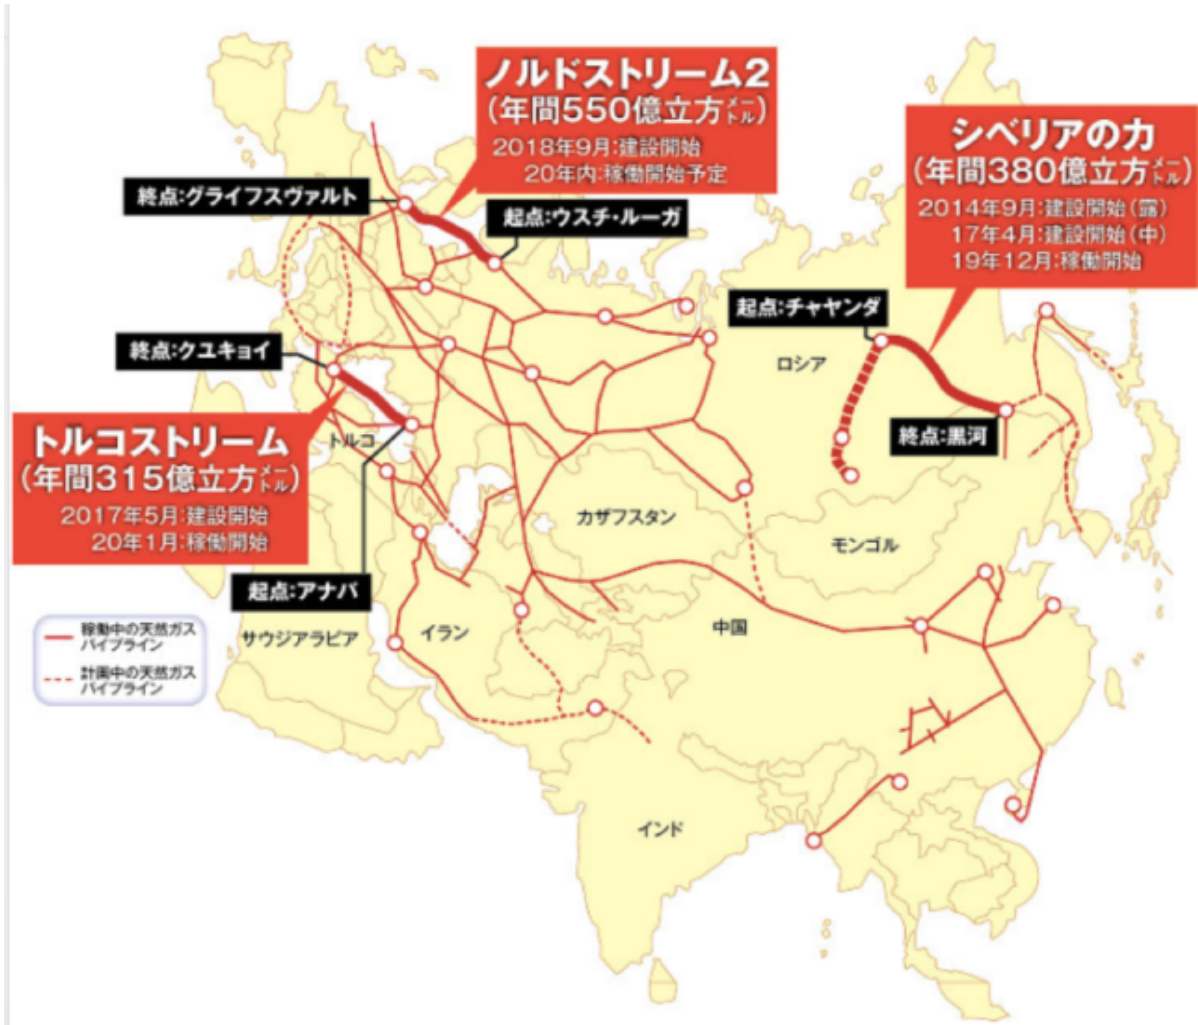 ノルドストリーム2
(年間550億立方メートル)
2018年9月:建設開始
20年内:稼働開始予定
シベリアの力
(年間380億立方メートル)
2014年9月:建設開始(露)
17年4月:建設開始(中)
19年12月:稼働開始
終点:グライフスヴァルト
起点:ウスチ・ルーガ
起点:チャヤンダ
終点:クユキョイ
ロシア
終点:黒河
トルコストリーム
(年間315億立方メートル)
2017年5月:建設開始
20年1月:稼働開始
トルコ
カザフスタン
モンゴル
起点:アナパ
稼働中の天然ガス
パイプライン
計画中の天然ガス
パイプライン
サウジアラビア
イラン
中国
インド